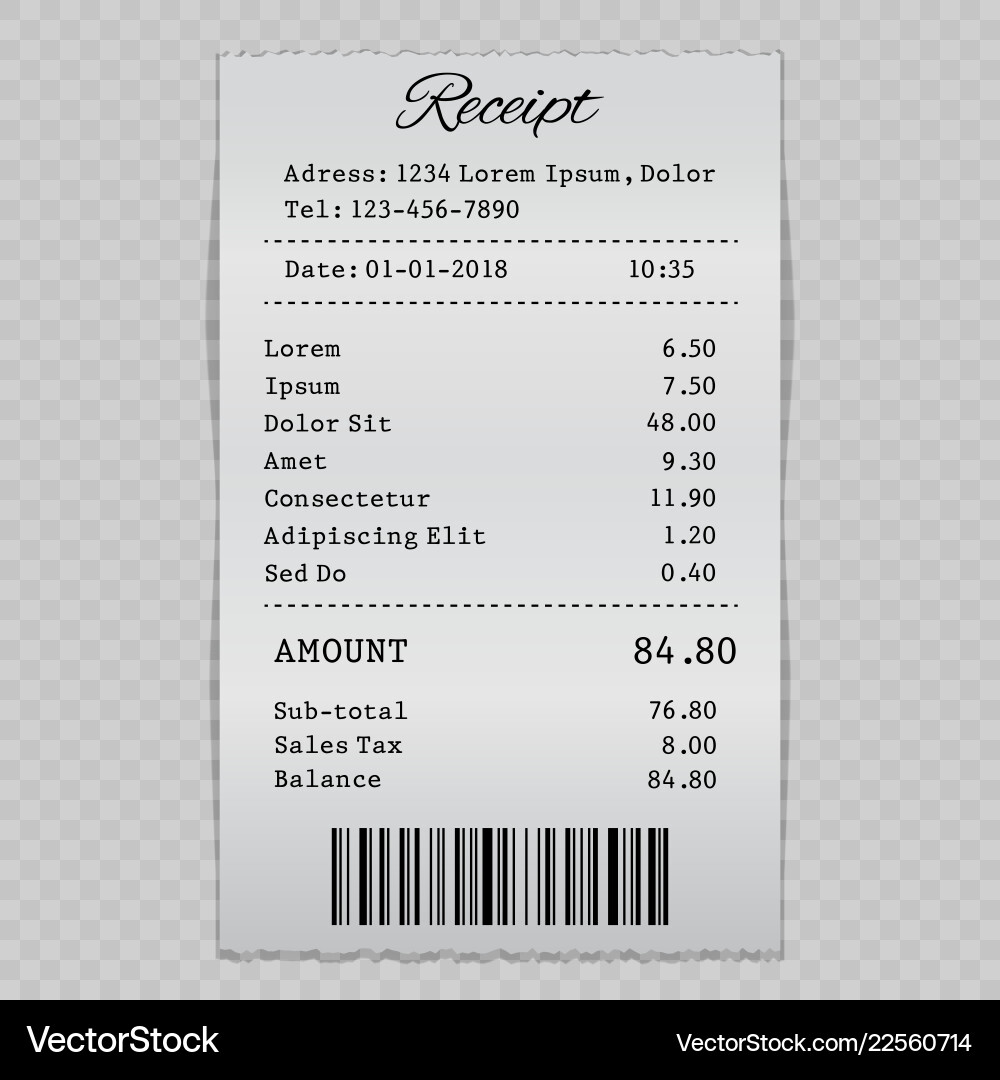 Receipt
Adress: 1234 Lorem Ipsum, Dolor
Tel: 123-456-7890
Date: 01-01-2018 10:35
Lorem 6.50
Ipsum 7.50
Dolor Sit 48.00
Amet 9.30
Consectetur 11.90
Adipiscing Elit 1.20
Sed Do 0.40
AMOUNT 84.80
Sub-total 76.80
Sales Tax 8.00
Balance 84.80
VectorStock VectorStock.com/22560714